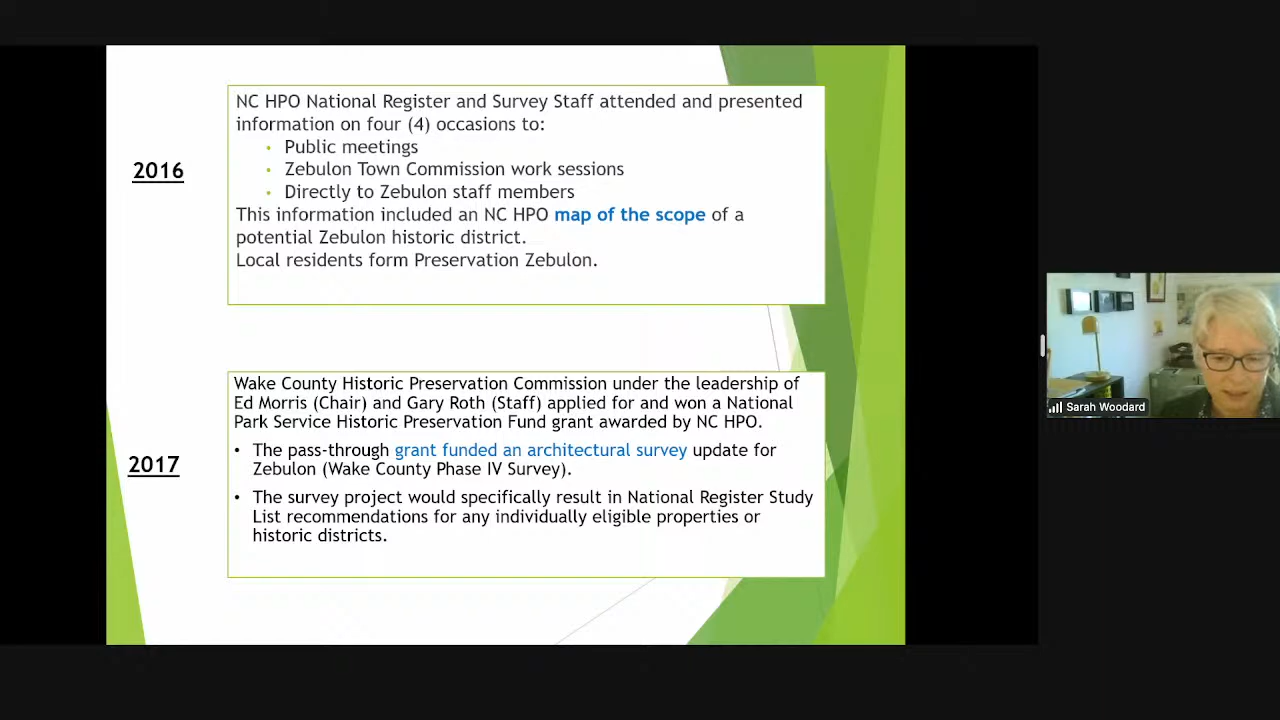 2016
NC HPO National Register and Survey Staff attended and presented
information on four (4) occasions to:
• Public meetings
• Zebulon Town Commission work sessions
• Directly to Zebulon staff members
This information included an NC HPO map of the scope of a
potential Zebulon historic district.
Local residents form Preservation Zebulon.
2017
Wake County Historic Preservation Commission under the leadership of
Ed Morris (Chair) and Gary Roth (Staff) applied for and won a National
Park Service Historic Preservation Fund grant awarded by NC HPO.
• The pass-through grant funded an architectural survey update for
Zebulon (Wake County Phase IV Survey).
• The survey project would specifically result in National Register Study
List recommendations for any individually eligible properties or
historic districts.
Sarah Woodard